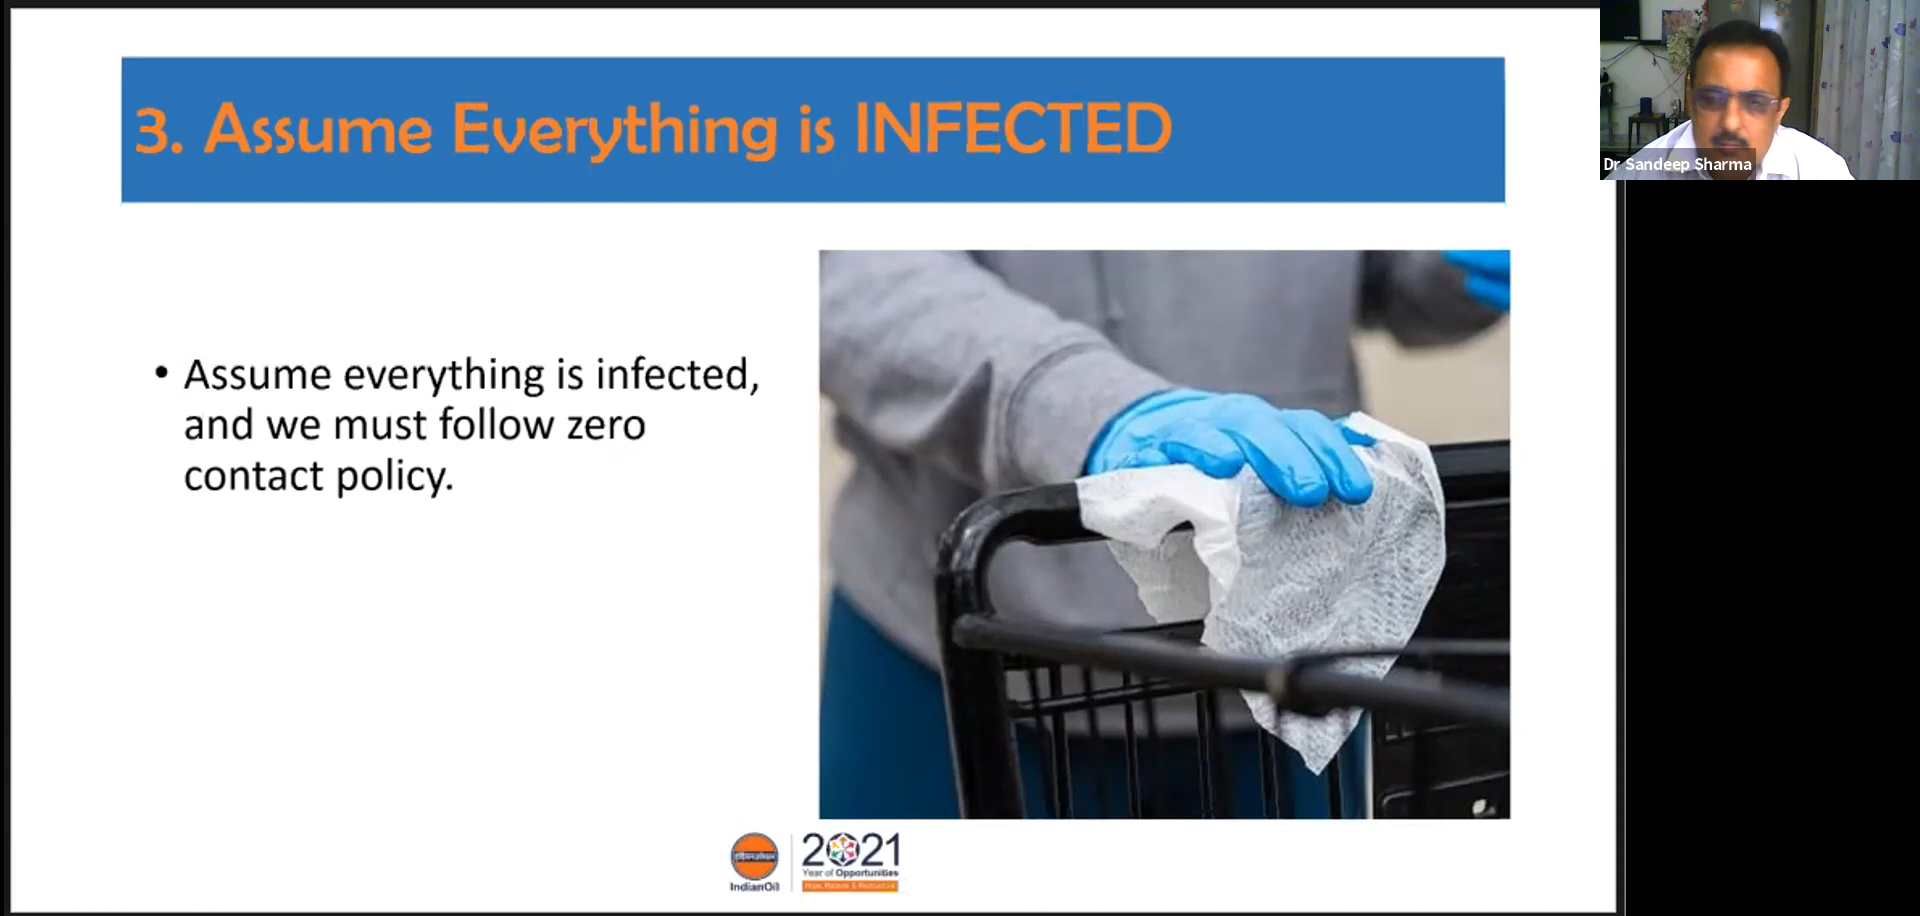 3. Assume Everything is INFECTED
Dr Sandeep Sharma
• Assume everything is infected,
and we must follow zero
contact policy.
IndianOil
2021
Year of Opportunities